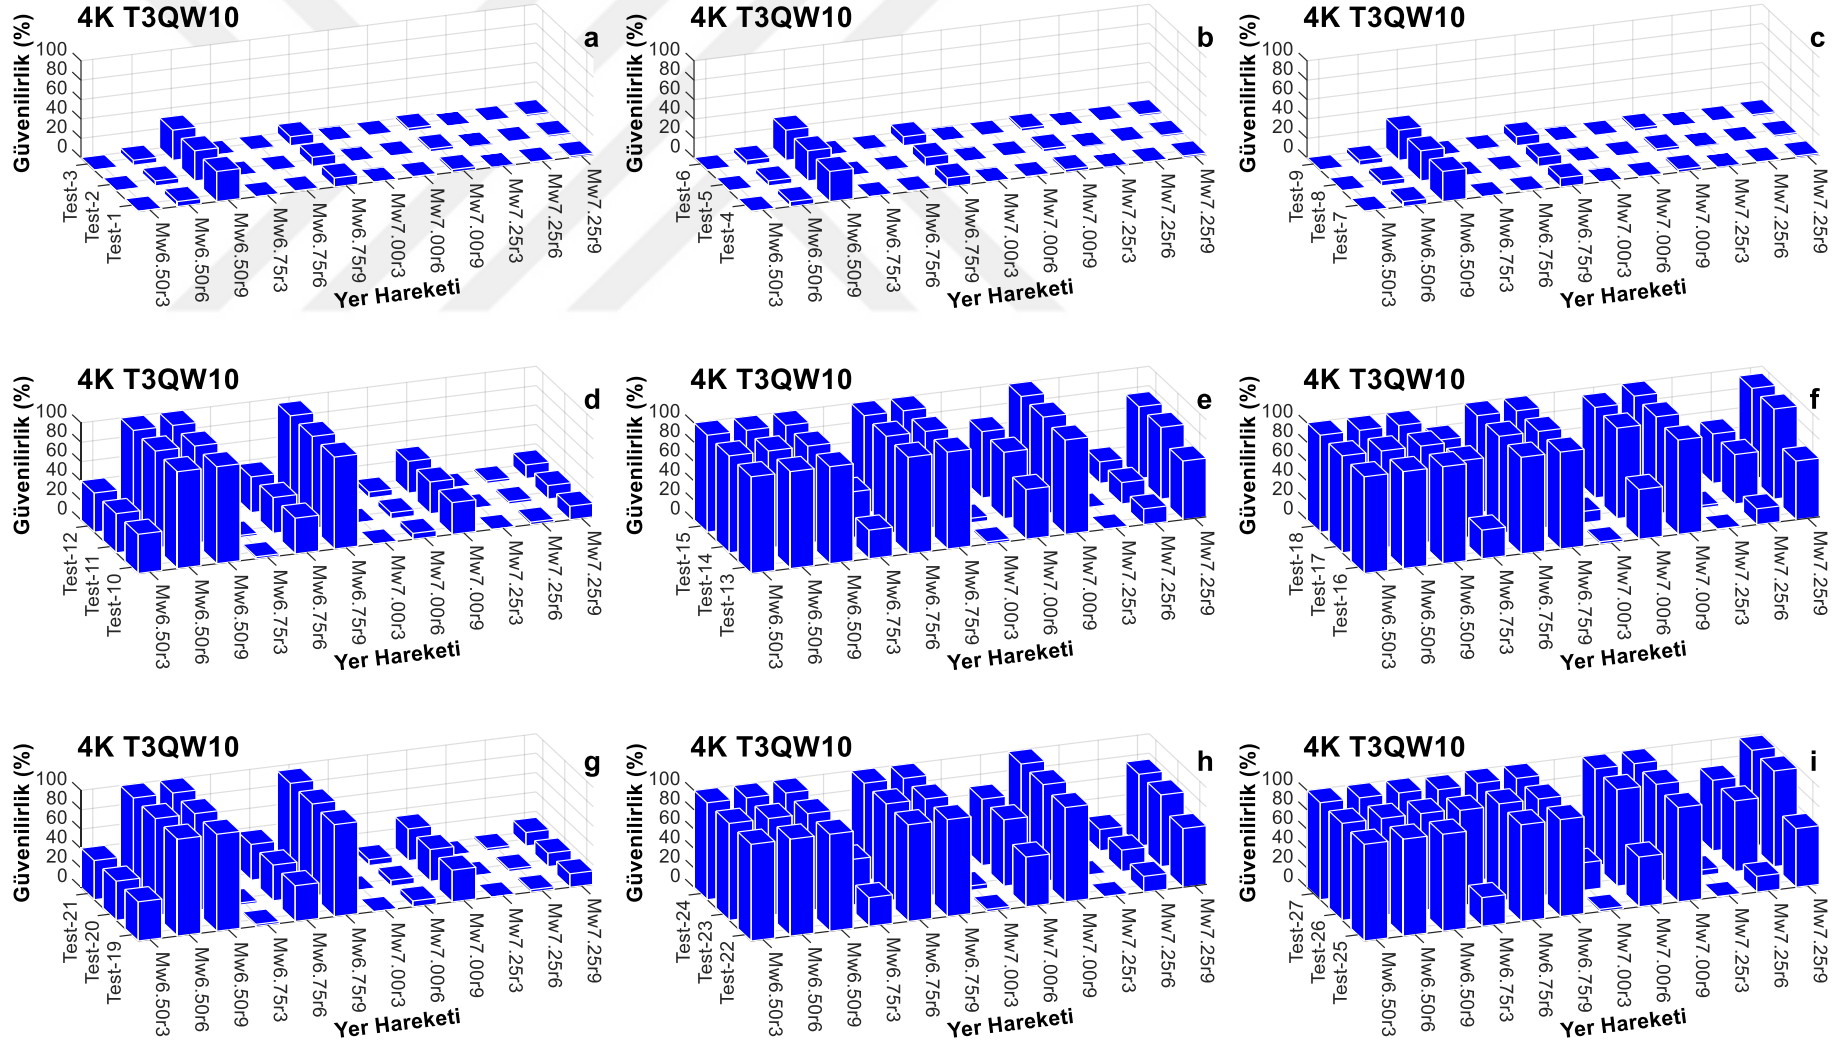 4K T3QW10
a
Güvenilirlik (%)
100
80
60
40
20
0
Test-3
Test-2
Test-1
Mw6.50r3
Mw6.50r6
Mw6.50r9
Mw6.75r3
Mw6.75r6
Mw6.75r9
Mw7.00r3
Mw7.00r6
Mw7.00r9
Mw7.25r3
Mw7.25r6
Mw7.25r9
Yer Hareketi
4K T3QW10
b
Güvenilirlik (%)
100
80
60
40
20
0
Test-6
Test-5
Test-4
Mw6.50r3
Mw6.50r6
Mw6.50r9
Mw6.75r3
Mw6.75r6
Mw6.75r9
Mw7.00r3
Mw7.00r6
Mw7.00r9
Mw7.25r3
Mw7.25r6
Mw7.25r9
Yer Hareketi
4K T3QW10
c
Güvenilirlik (%)
100
80
60
40
20
0
Test-9
Test-8
Test-7
Mw6.50r3
Mw6.50r6
Mw6.50r9
Mw6.75r3
Mw6.75r6
Mw6.75r9
Mw7.00r3
Mw7.00r6
Mw7.00r9
Mw7.25r3
Mw7.25r6
Mw7.25r9
Yer Hareketi
4K T3QW10
d
Güvenilirlik (%)
100
80
60
40
20
0
Test-12
Test-11
Test-10
Mw6.50r3
Mw6.50r6
Mw6.50r9
Mw6.75r3
Mw6.75r6
Mw6.75r9
Mw7.00r3
Mw7.00r6
Mw7.00r9
Mw7.25r3
Mw7.25r6
Mw7.25r9
Yer Hareketi
4K T3QW10
e
Güvenilirlik (%)
100
80
60
40
20
0
Test-15
Test-14
Test-13
Mw6.50r3
Mw6.50r6
Mw6.50r9
Mw6.75r3
Mw6.75r6
Mw6.75r9
Mw7.00r3
Mw7.00r6
Mw7.00r9
Mw7.25r3
Mw7.25r6
Mw7.25r9
Yer Hareketi
4K T3QW10
f
Güvenilirlik (%)
100
80
60
40
20
0
Test-18
Test-17
Test-16
Mw6.50r3
Mw6.50r6
Mw6.50r9
Mw6.75r3
Mw6.75r6
Mw6.75r9
Mw7.00r3
Mw7.00r6
Mw7.00r9
Mw7.25r3
Mw7.25r6
Mw7.25r9
Yer Hareketi
4K T3QW10
g
Güvenilirlik (%)
100
80
60
40
20
0
Test-21
Test-20
Test-19
Mw6.50r3
Mw6.50r6
Mw6.50r9
Mw6.75r3
Mw6.75r6
Mw6.75r9
Mw7.00r3
Mw7.00r6
Mw7.00r9
Mw7.25r3
Mw7.25r6
Mw7.25r9
Yer Hareketi
4K T3QW10
h
Güvenilirlik (%)
100
80
60
40
20
0
Test-24
Test-23
Test-22
Mw6.50r3
Mw6.50r6
Mw6.50r9
Mw6.75r3
Mw6.75r6
Mw6.75r9
Mw7.00r3
Mw7.00r6
Mw7.00r9
Mw7.25r3
Mw7.25r6
Mw7.25r9
Yer Hareketi
4K T3QW10
i
Güvenilirlik (%)
100
80
60
40
20
0
Test-27
Test-26
Test-25
Mw6.50r3
Mw6.50r6
Mw6.50r9
Mw6.75r3
Mw6.75r6
Mw6.75r9
Mw7.00r3
Mw7.00r6
Mw7.00r9
Mw7.25r3
Mw7.25r6
Mw7.25r9
Yer Hareketi